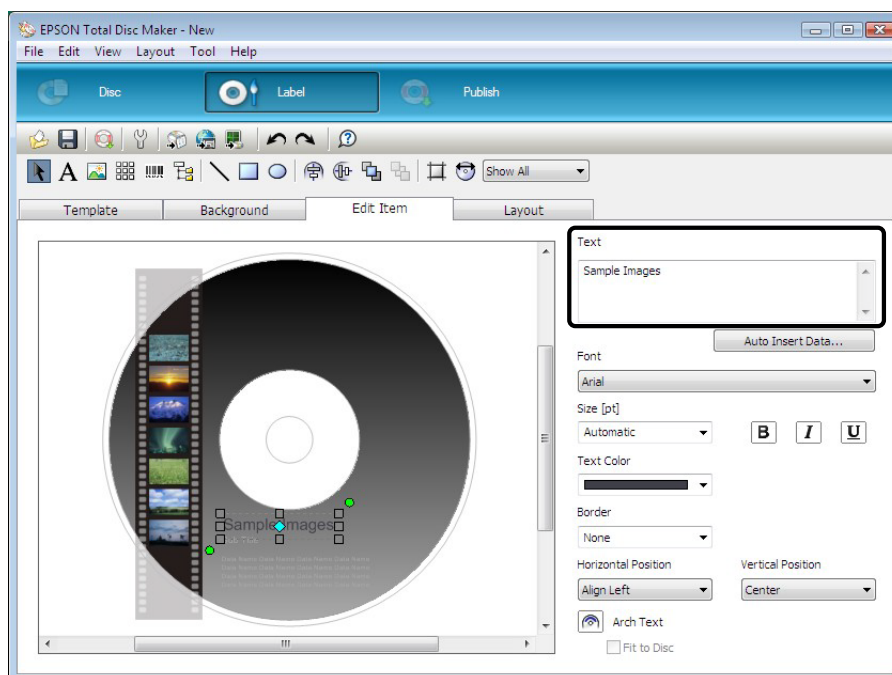 EPSON Total Disc Maker - New
File Edit View Layout Tool Help
Disc Label Publish
Show All
Template Background Edit Item Layout
Text
Sample Images
Auto Insert Data...
Font
Arial
Size [pt]
Automatic
B I U
Text Color
Border
None
Horizontal Position Vertical Position
Align Left Center
Arch Text
Fit to Disc
Sample Images